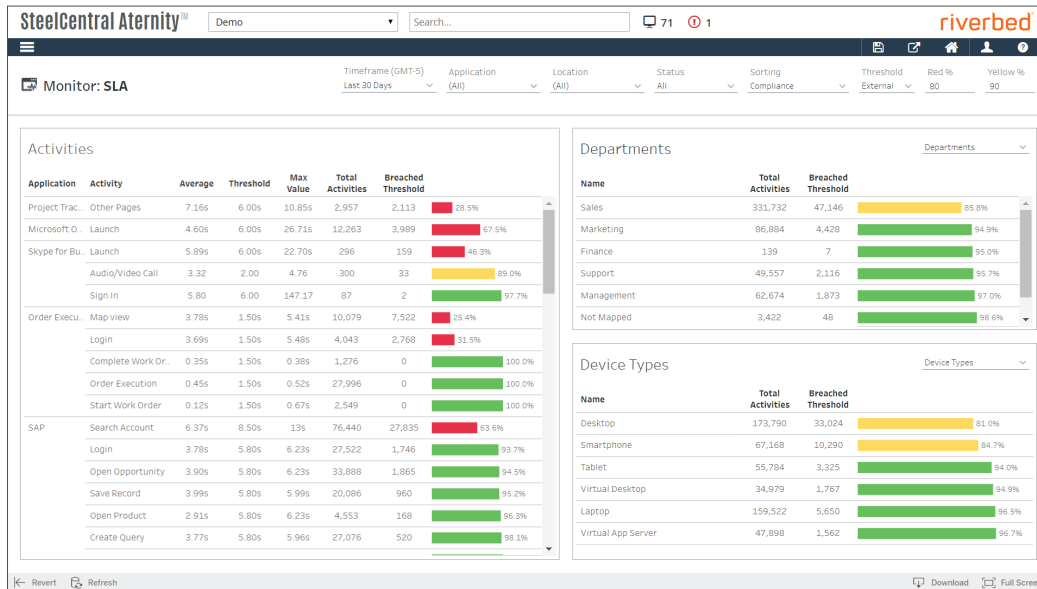 SteelCentral Aternity™ Demo Search... 71 1 riverbed
Timeframe (GMT-5) Application Location Status Sorting Threshold Red % Yellow %
Monitor: SLA Last 30 Days (All) (All) All Compliance External 80 90
Activities
Application Activity Average Threshold Max Value Total Activities Breached Threshold
Project Trac.. Other Pages 7.16s 6.00s 10.85s 2,957 2,113 28.5%
Microsoft O.. Launch 4.60s 6.00s 26.71s 12,263 3,989 67.5%
Skype for Bu.. Launch 5.89s 6.00s 22.70s 296 159 46.3%
Audio/Video Call 3.32 2.00 4.76 300 33 89.0%
Sign In 5.80 6.00 147.17 87 2 97.7%
Order Execu.. Map view 3.78s 1.50s 5.41s 10,079 7,522 25.4%
Login 3.69s 1.50s 5.48s 4,043 2,768 31.5%
Complete Work Or.. 0.35s 1.50s 0.38s 1,276 0 100.0%
Order Execution 0.45s 1.50s 0.52s 27,996 0 100.0%
Start Work Order 0.12s 1.50s 0.67s 2,549 0 100.0%
SAP Search Account 6.37s 8.50s 13s 76,440 27,835 63.6%
Login 3.78s 5.80s 6.23s 27,522 1,746 93.7%
Open Opportunity 3.90s 5.80s 6.23s 33,888 1,865 94.5%
Save Record 3.99s 5.80s 5.99s 20,086 960 95.2%
Open Product 2.91s 5.80s 6.23s 4,553 168 96.3%
Create Query 3.77s 5.80s 5.96s 27,076 520 98.1%
Departments Departments
Name Total Activities Breached Threshold
Sales 331,732 47,146 85.8%
Marketing 86,884 4,428 94.9%
Finance 139 7 95.0%
Support 49,557 2,116 95.7%
Management 62,674 1,873 97.0%
Not Mapped 3,422 48 98.6%
Device Types Device Types
Name Total Activities Breached Threshold
Desktop 173,790 33,024 81.0%
Smartphone 67,168 10,290 84.7%
Tablet 55,784 3,325 94.0%
Virtual Desktop 34,979 1,767 94.9%
Laptop 159,522 5,650 96.5%
Virtual App Server 47,898 1,562 96.7%
Revert Refresh Download Full Scree